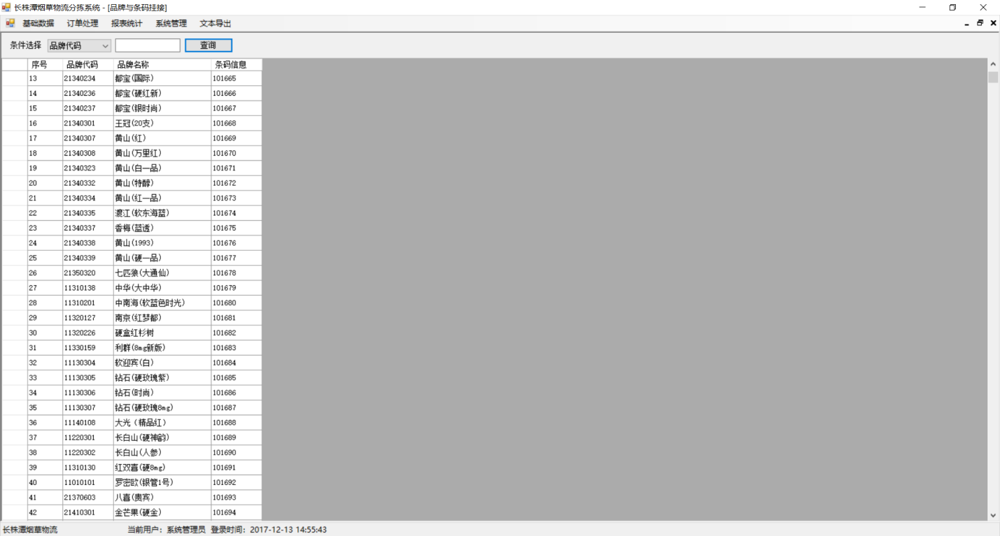 长株潭烟草物流分拣系统 - [品牌与条码挂接]
基础数据 订单处理 报表统计 系统管理 文本导出
条件选择 品牌代码 查询
序号 品牌代码 品牌名称 条码信息
13 21340234 都宝(国际) 101665
14 21340236 都宝(硬红新) 101666
15 21340237 都宝(银时尚) 101667
16 21340301 王冠(20支) 101668
17 21340307 黄山(红) 101669
18 21340308 黄山(万里红) 101670
19 21340323 黄山(白一品) 101671
20 21340332 黄山(特醇) 101672
21 21340334 黄山(红一品) 101673
22 21340335 渡江(软东海蓝) 101674
23 21340337 香梅(蓝透) 101675
24 21340338 黄山(1993) 101676
25 21340339 黄山(硬一品) 101677
26 21350320 七匹狼(大通仙) 101678
27 11310138 中华(大中华) 101679
28 11310201 中南海(软蓝色时光) 101680
29 11320127 南京(红梦都) 101681
30 11320226 硬盒红杉树 101682
31 11330159 利群(8mg新版) 101683
32 11130304 软迎宾(白) 101684
33 11130305 钻石(硬玫瑰紫) 101685
34 11130306 钻石(时尚) 101686
35 11130307 钻石(硬玫瑰8mg) 101687
36 11140108 大光（精品红） 101688
37 11220301 长白山(硬神韵) 101689
38 11220302 长白山(人参) 101690
39 11310130 红双喜(硬8mg) 101691
40 11010101 罗密欧(银管1号) 101692
41 21370603 八喜(贵宾) 101693
42 21410301 金芒果(硬金) 101694
长株潭烟草物流 当前用户：系统管理员 登录时间：2017-12-13 14:55:43